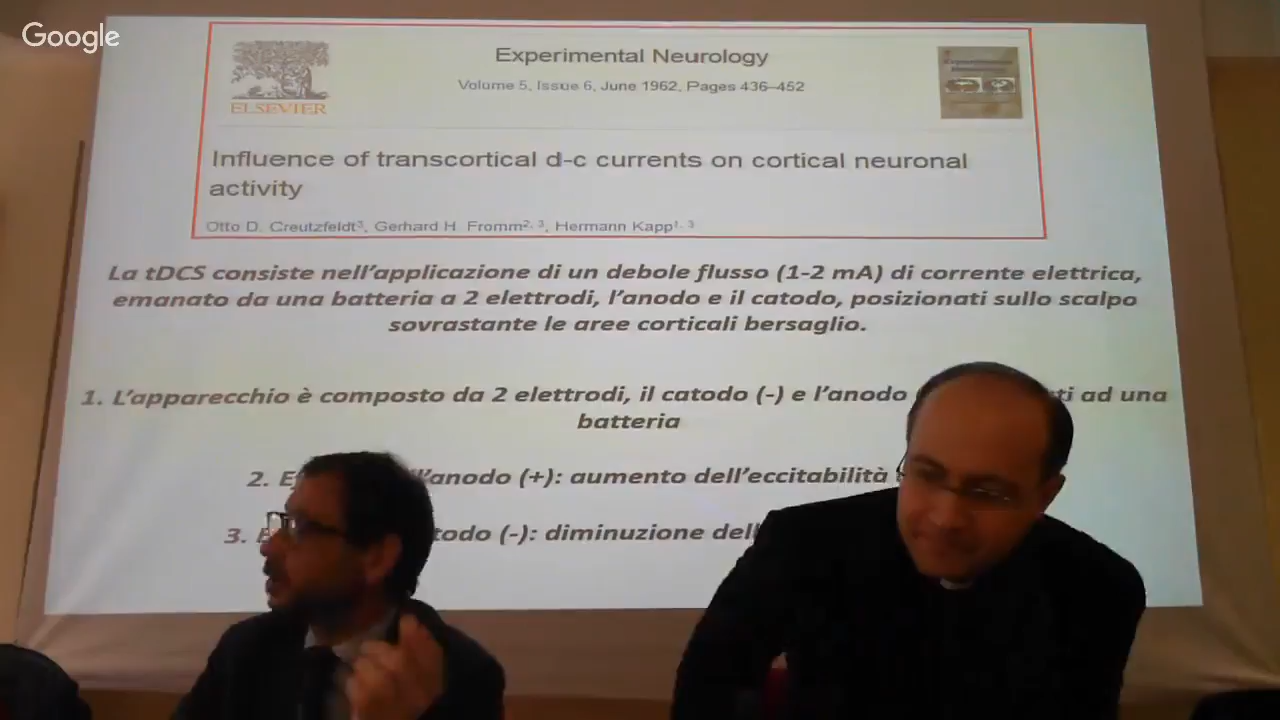 Google
ELSEVIER
Experimental Neurology
Volume 5, Issue 6, June 1962, Pages 436–452
Influence of transcortical d-c currents on cortical neuronal
activity
Otto D. Creutzfeldt³, Gerhard H. Fromm²˒ ³, Hermann Kapp¹˒ ³
La tDCS consiste nell’applicazione di un debole flusso (1-2 mA) di corrente elettrica,
emanato da una batteria a 2 elettrodi, l’anodo e il catodo, posizionati sullo scalpo
sovrastante le aree corticali bersaglio.
1. L’apparecchio è composto da 2 elettrodi, il catodo (-) e l’anodo ad una
batteria
2. l’anodo (+): aumento dell’eccitabilità
3. (-): diminuzione